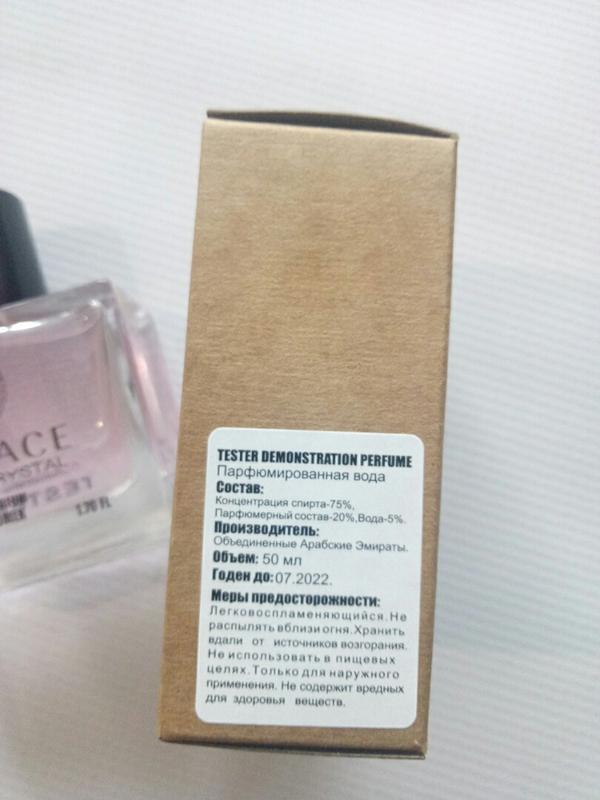 ACE
RYSTAL
TEST
1.70 FL
TESTER DEMONSTRATION PERFUME
Парфюмированная вода
Состав:
Концентрация спирта-75%,
Парфюмерный состав-20%,Вода-5%.
Производитель:
Объединенные Арабские Эмираты.
Объем: 50 мл
Годен до:07.2022.
Меры предосторожности:
Легковоспламеняющийся. Не
распылять вблизи огня. Хранить
вдали от источников возгорания.
Не использовать в пищевых
целях. Только для наружного
применения. Не содержит вредных
для здоровья веществ.